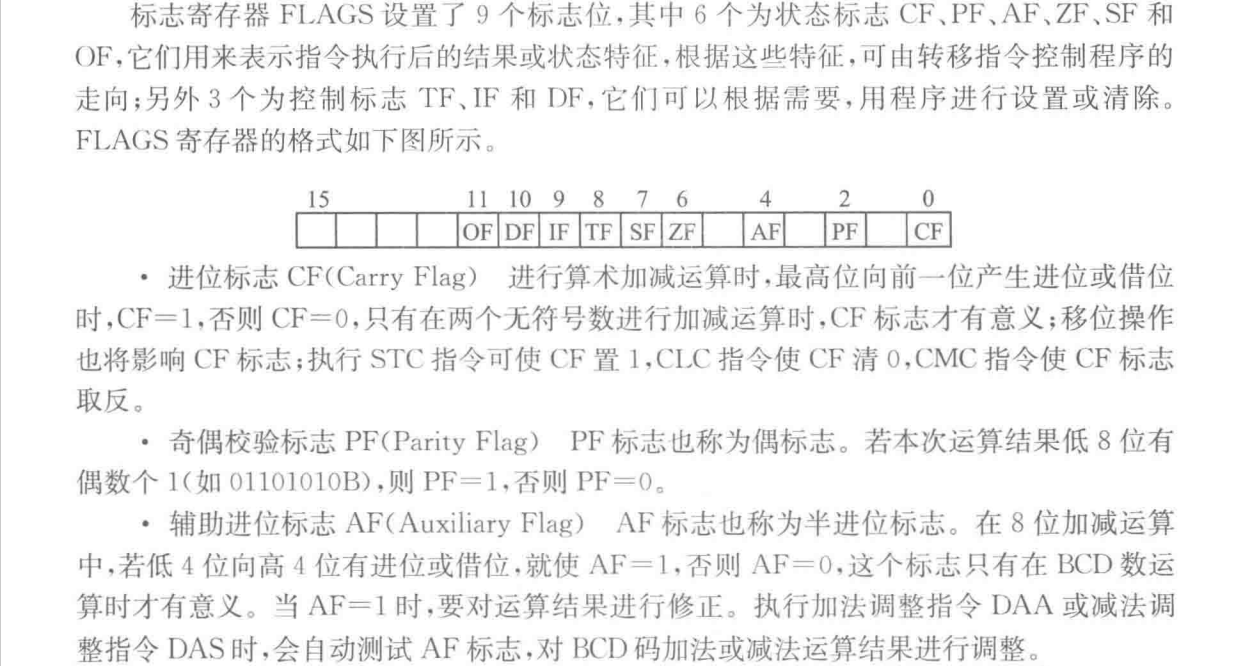 标志寄存器 FLAGS 设置了 9 个标志位,其中 6 个为状态标志 CF、PF、AF、ZF、SF 和
OF,它们用来表示指令执行后的结果或状态特征,根据这些特征,可由转移指令控制程序的
走向;另外 3 个为控制标志 TF、IF 和 DF,它们可以根据需要,用程序进行设置或清除。
FLAGS 寄存器的格式如下图所示。
15 11 10 9 8 7 6 4 2 0
OF DF IF TF SF ZF AF PF CF
· 进位标志 CF(Carry Flag) 进行算术加减运算时,最高位向前一位产生进位或借位
时,CF=1,否则 CF=0,只有在两个无符号数进行加减运算时,CF 标志才有意义;移位操作
也将影响 CF 标志;执行 STC 指令可使 CF 置 1,CLC 指令使 CF 清 0,CMC 指令使 CF 标志
取反。
· 奇偶校验标志 PF(Parity Flag) PF 标志也称为偶标志。若本次运算结果低 8 位有
偶数个 1(如 01101010B),则 PF=1,否则 PF=0。
· 辅助进位标志 AF(Auxiliary Flag) AF 标志也称为半进位标志。在 8 位加减运算
中,若低 4 位向高 4 位有进位或借位,就使 AF=1,否则 AF=0,这个标志只有在 BCD 数运
算时才有意义。当 AF=1 时,要对运算结果进行修正。执行加法调整指令 DAA 或减法调
整指令 DAS 时,会自动测试 AF 标志,对 BCD 码加法或减法运算结果进行调整。